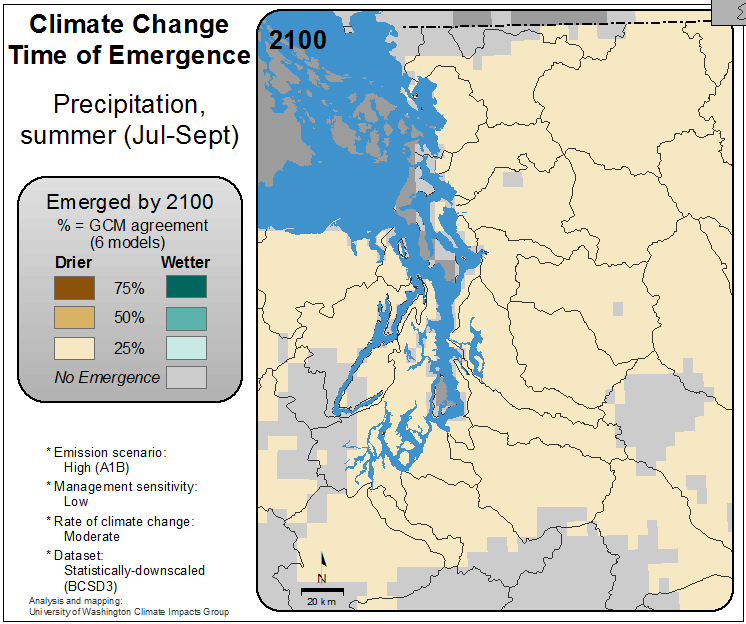 Climate Change
Time of Emergence
Precipitation,
summer (Jul-Sept)
Emerged by 2100
% = GCM agreement
(6 models)
Drier Wetter
75%
50%
25%
No Emergence
* Emission scenario:
High (A1B)
* Management sensitivity:
Low
* Rate of climate change:
Moderate
* Dataset:
Statistically-downscaled
(BCSD3)
Analysis and mapping:
University of Washington Climate Impacts Group
2100
N
20 km